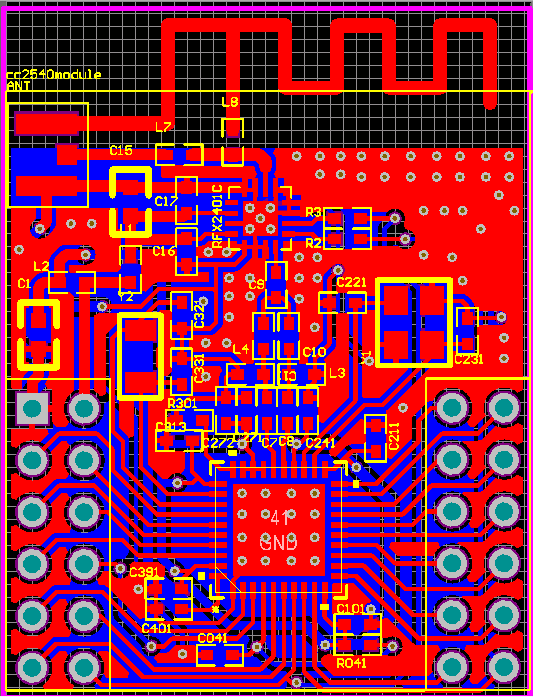 cc2540module
ANT
L8
L7
C15
C17
RFX2401C
R3
R2
C16
L2
C1
Y2
C9
C221
C321
C231
L4
C10
C331
L3
R301
C313
C272
C7
C8
C241
C211
41
GND
C391
C401
C101
C041
R041